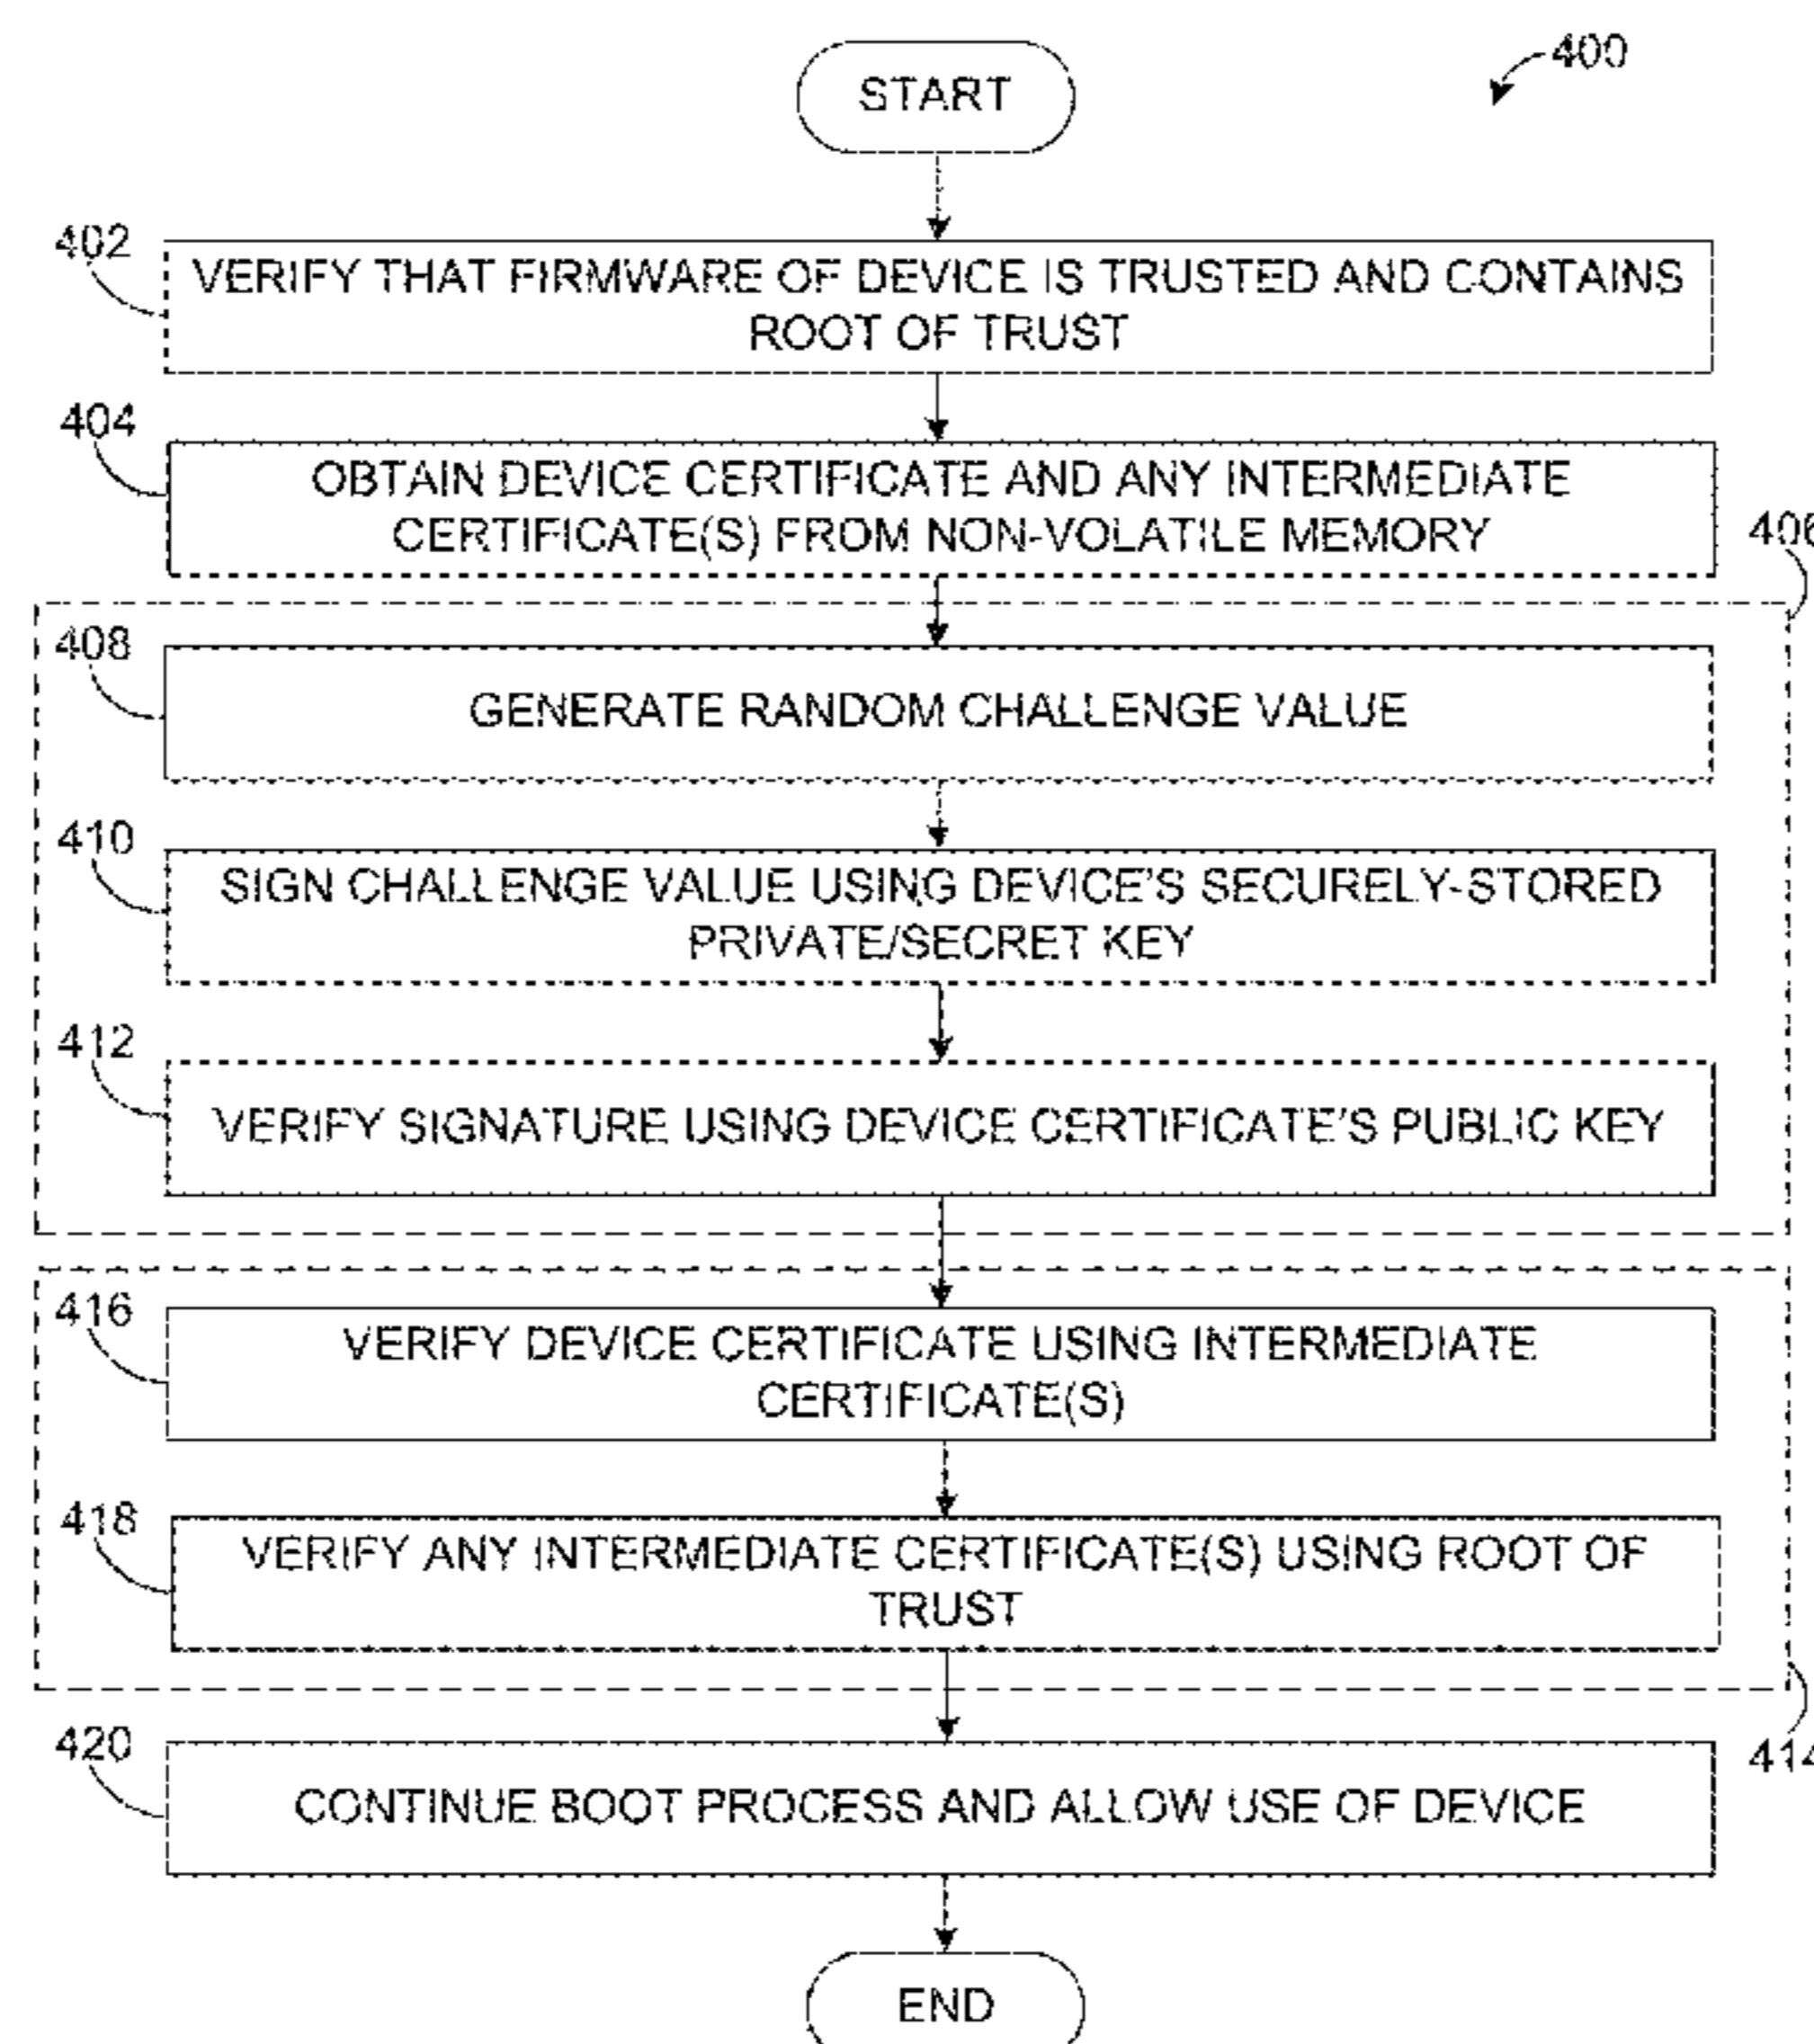 START
400
402
VERIFY THAT FIRMWARE OF DEVICE IS TRUSTED AND CONTAINS
ROOT OF TRUST
404
OBTAIN DEVICE CERTIFICATE AND ANY INTERMEDIATE
CERTIFICATE(S) FROM NON-VOLATILE MEMORY
406
408
GENERATE RANDOM CHALLENGE VALUE
410
SIGN CHALLENGE VALUE USING DEVICE'S SECURELY-STORED
PRIVATE/SECRET KEY
412
VERIFY SIGNATURE USING DEVICE CERTIFICATE'S PUBLIC KEY
416
VERIFY DEVICE CERTIFICATE USING INTERMEDIATE
CERTIFICATE(S)
418
VERIFY ANY INTERMEDIATE CERTIFICATE(S) USING ROOT OF
TRUST
420
414
CONTINUE BOOT PROCESS AND ALLOW USE OF DEVICE
END